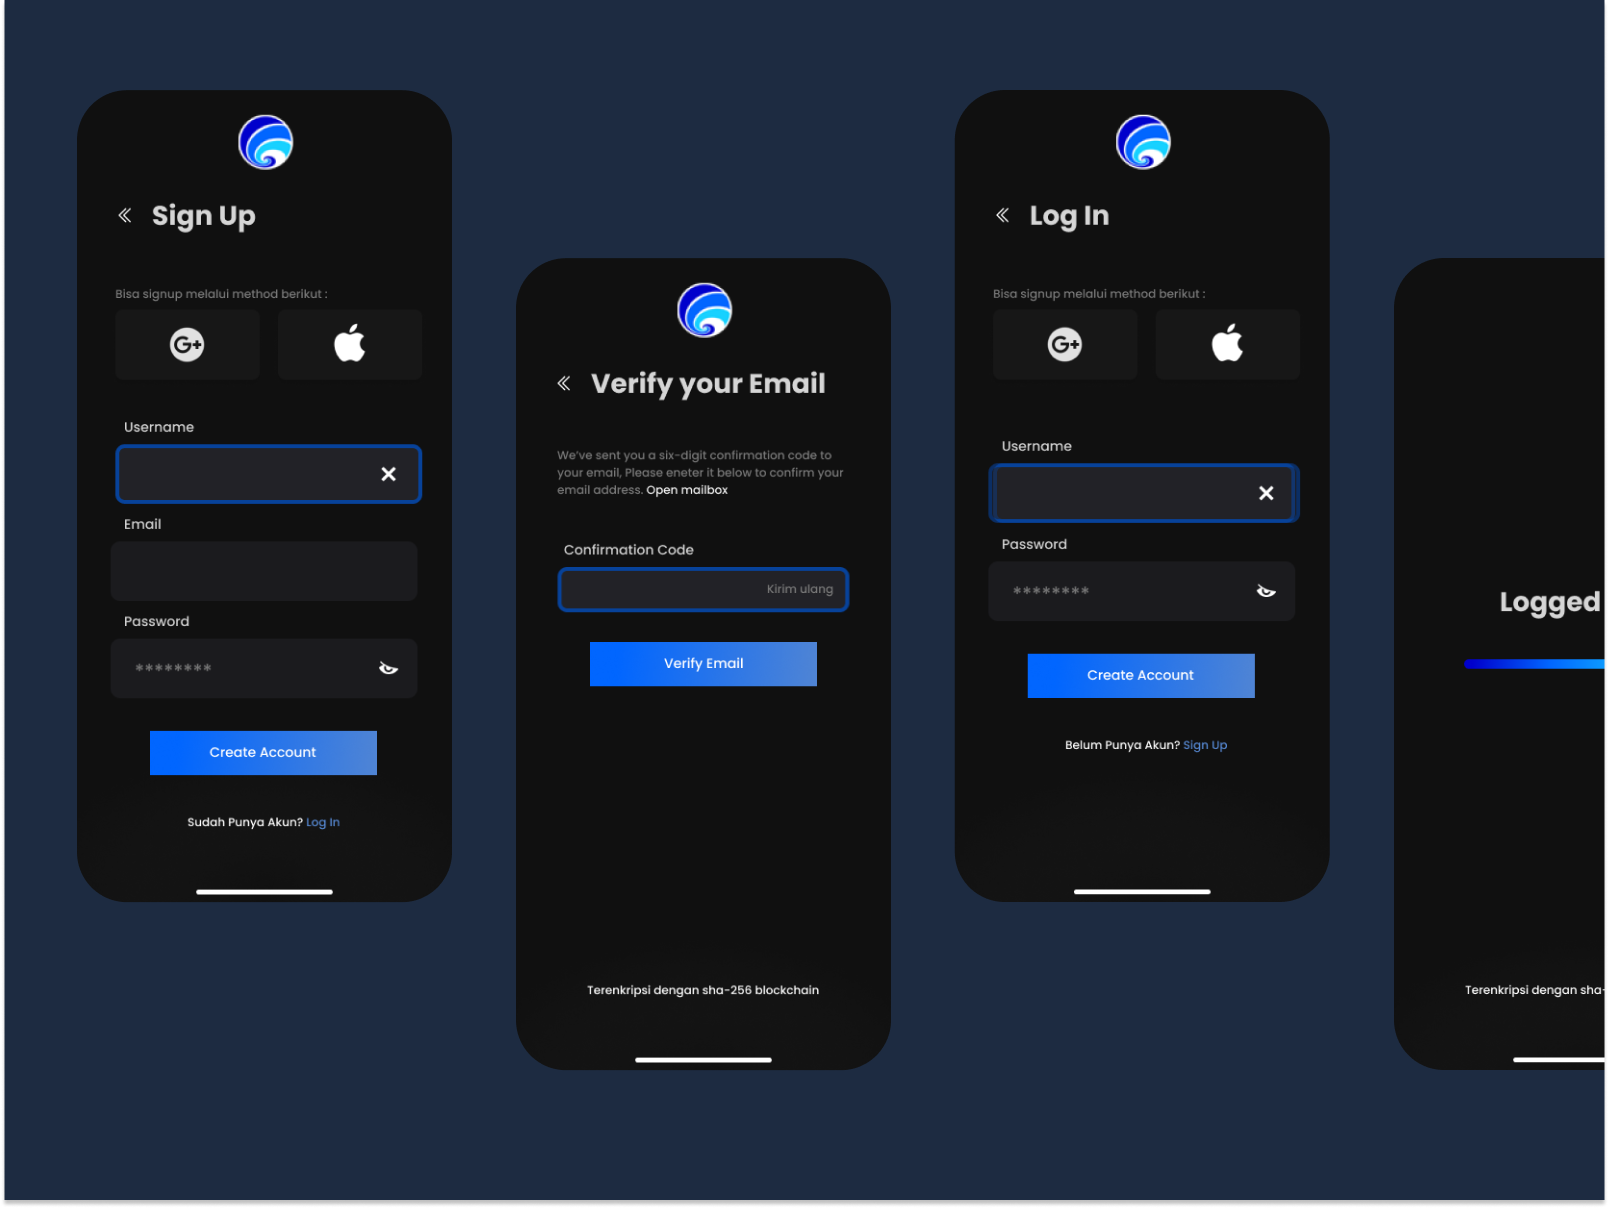 Sign Up
Bisa signup melalui method berikut :
G+
Username
Email
Password
********
Create Account
Sudah Punya Akun? Log In
Verify your Email
We've sent you a six-digit confirmation code to
your email, Please eneter it below to confirm your
email address. Open mailbox
Confirmation Code
Kirim ulang
Verify Email
Terenkripsi dengan sha-256 blockchain
Log In
Bisa signup melalui method berikut :
G+
Username
Password
********
Create Account
Belum Punya Akun? Sign Up
Logged
Terenkripsi dengan sha-